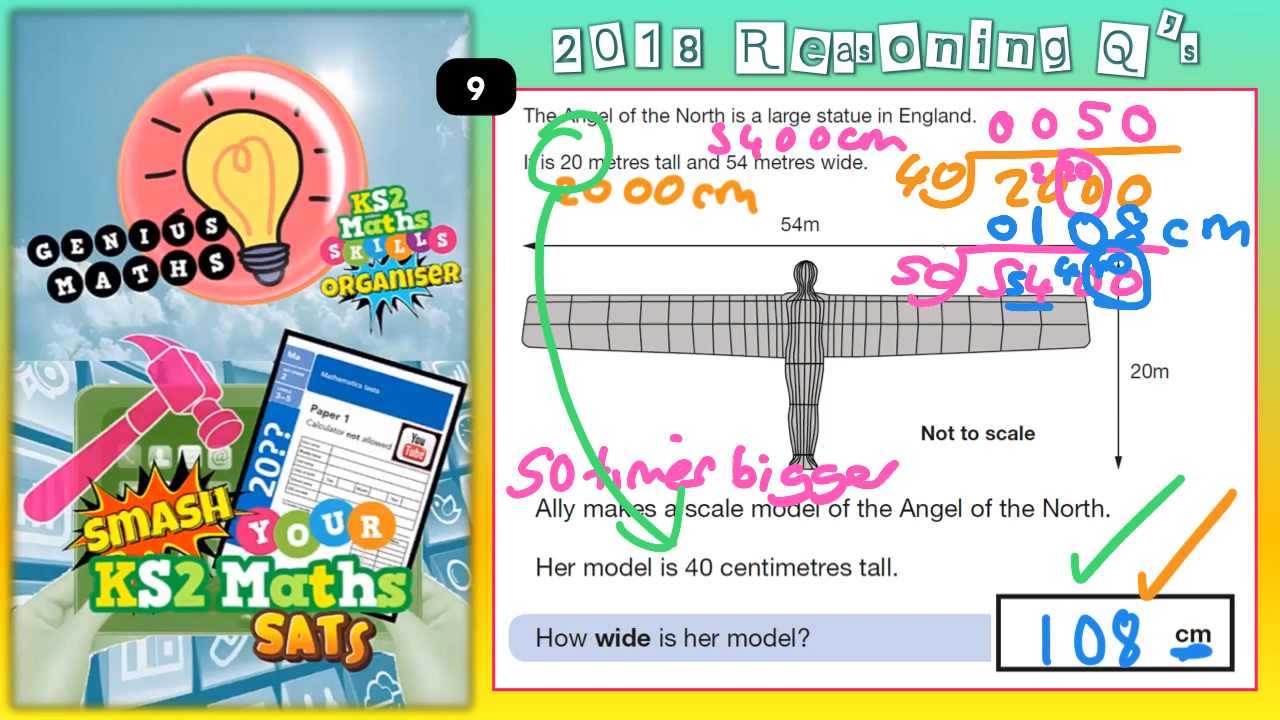 2018 Reasoning Q's
9
GENIUS
MATHS
KS2
Maths
SKILLS
ORGANISER
Ma
Mathematics tests
Paper 1
Calculator not allowed
You
Tube
20??
SMASH
YOUR
KS2 Maths
SATS
The Angel of the North is a large statue in England.
5400cm
It is 20 metres tall and 54 metres wide.
2000cm
0050
40 2000
0108cm
50 5400
54m
20m
Not to scale
50 times bigger
Ally makes a scale model of the Angel of the North.
Her model is 40 centimetres tall.
How wide is her model?
108 cm